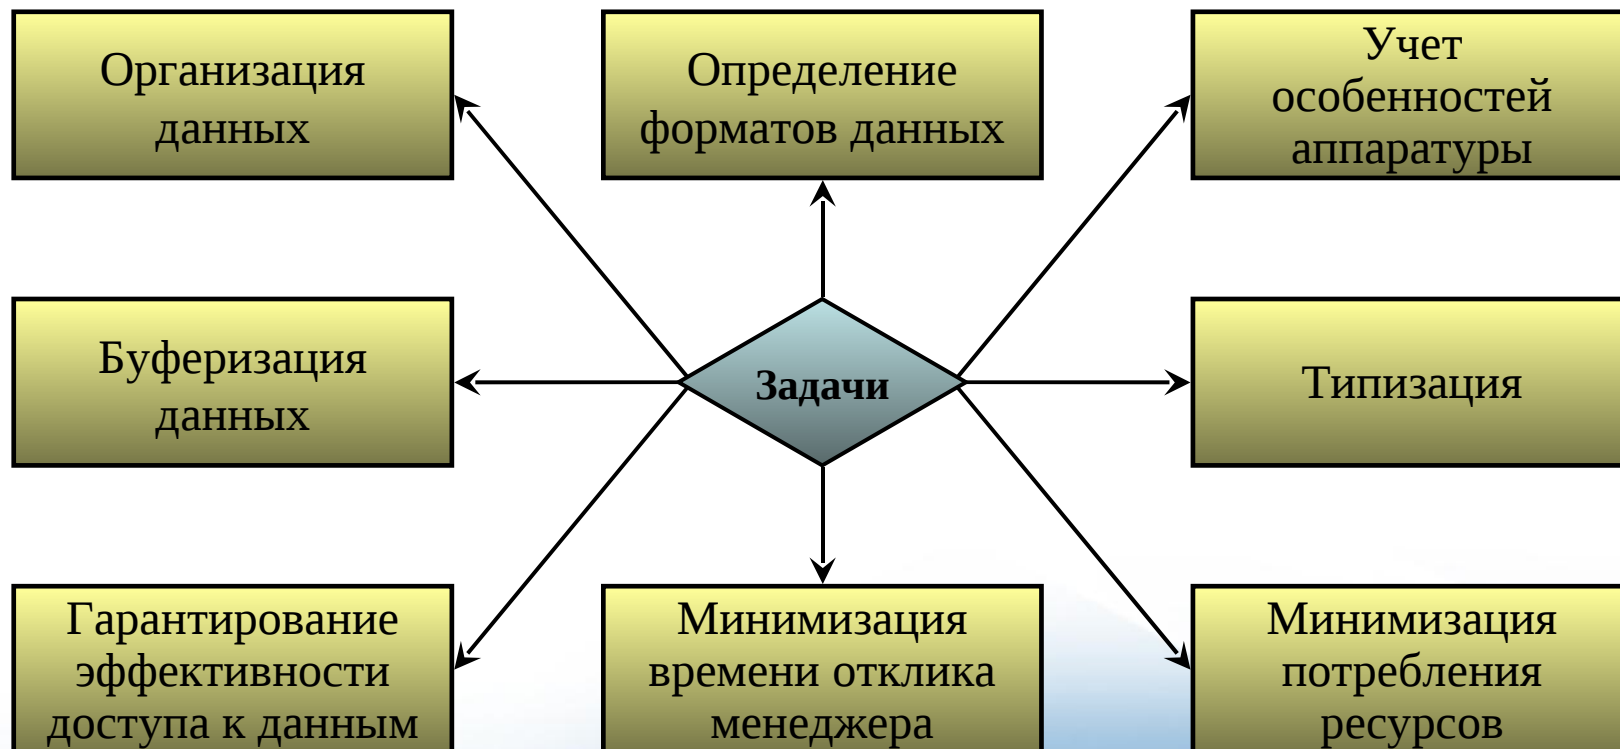 Организация
данных
Определение
форматов данных
Учет
особенностей
аппаратуры
Буферизация
данных
Задачи
Типизация
Гарантирование
эффективности
доступа к данным
Минимизация
времени отклика
менеджера
Минимизация
потребления
ресурсов